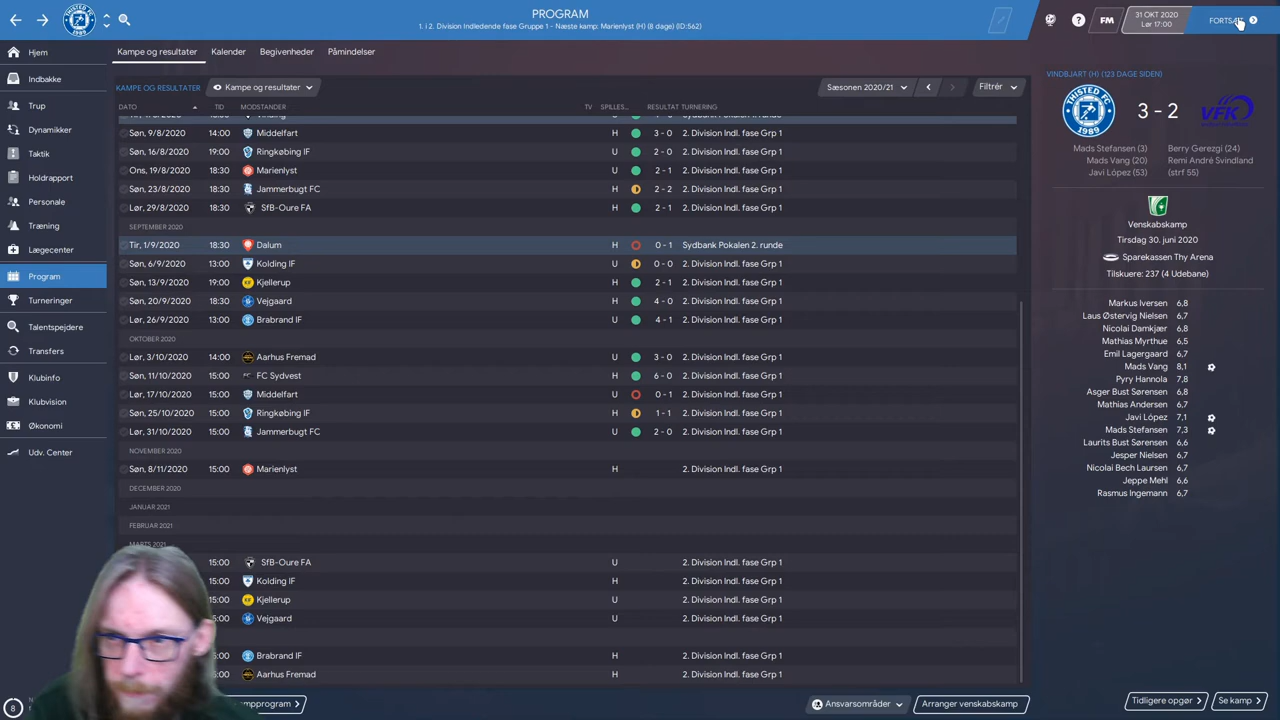 PROGRAM
1. i 2. Division Indledende fase Gruppe 1 - Næste kamp: Marienlyst (H) (8 dage) (ID:562)
FM
31 OKT 2020
Lør 17:00
FORTSÆT
Hjem
Indbakke
Trup
Dynamikker
Taktik
Holdrapport
Personale
Træning
Lægecenter
Program
Turneringer
Talentspejdere
Transfers
Klubinfo
Klubvision
Økonomi
Udv. Center
8
Kampe og resultater
Kalender
Begivenheder
Påmindelser
KAMPE OG RESULTATER
Kampe og resultater
Sæsonen 2020/21
Filtrér
DATO TID MODSTANDER TV SPILLES... RESULTAT TURNERING
Søn, 9/8/2020 14:00 Middelfart H 3 - 0 2. Division Indl. fase Grp 1
Søn, 16/8/2020 19:00 Ringkøbing IF U 2 - 0 2. Division Indl. fase Grp 1
Ons, 19/8/2020 18:30 Marienlyst U 2 - 1 2. Division Indl. fase Grp 1
Søn, 23/8/2020 18:30 Jammerbugt FC H 2 - 2 2. Division Indl. fase Grp 1
Lør, 29/8/2020 18:30 SfB-Oure FA H 2 - 1 2. Division Indl. fase Grp 1
SEPTEMBER 2020
Tir, 1/9/2020 18:30 Dalum H 0 - 1 Sydbank Pokalen 2. runde
Søn, 6/9/2020 13:00 Kolding IF U 0 - 0 2. Division Indl. fase Grp 1
Søn, 13/9/2020 19:00 Kjellerup H 2 - 1 2. Division Indl. fase Grp 1
Søn, 20/9/2020 18:30 Vejgaard H 4 - 0 2. Division Indl. fase Grp 1
Lør, 26/9/2020 13:00 Brabrand IF U 4 - 1 2. Division Indl. fase Grp 1
OKTOBER 2020
Lør, 3/10/2020 14:00 Aarhus Fremad U 3 - 0 2. Division Indl. fase Grp 1
Søn, 11/10/2020 15:00 FC Sydvest H 6 - 0 2. Division Indl. fase Grp 1
Lør, 17/10/2020 15:00 Middelfart U 0 - 1 2. Division Indl. fase Grp 1
Søn, 25/10/2020 15:00 Ringkøbing IF H 1 - 1 2. Division Indl. fase Grp 1
Lør, 31/10/2020 15:00 Jammerbugt FC U 2 - 0 2. Division Indl. fase Grp 1
NOVEMBER 2020
Søn, 8/11/2020 15:00 Marienlyst H 2. Division Indl. fase Grp 1
DECEMBER 2020
JANUAR 2021
FEBRUAR 2021
MARTS 2021
15:00 SfB-Oure FA U 2. Division Indl. fase Grp 1
15:00 Kolding IF H 2. Division Indl. fase Grp 1
15:00 Kjellerup U 2. Division Indl. fase Grp 1
5:00 Vejgaard U 2. Division Indl. fase Grp 1
5:00 Brabrand IF H 2. Division Indl. fase Grp 1
15:00 Aarhus Fremad H 2. Division Indl. fase Grp 1
Ansvarsområder
Arranger venskabskamp
VINDBJART (H) (123 DAGE SIDEN)
THISTED FC
1989
3 - 2
VFK
Mads Stefansen (3)
Mads Vang (20)
Javi López (53)
Berry Gerezgi (24)
Remi André Svindland
(strf 55)
Venskabskamp
Tirsdag 30. juni 2020
Sparekassen Thy Arena
Tilskuere: 237 (4 Udebane)
Markus Iversen 6,8
Laus Østervig Nielsen 6,7
Nicolai Damkjær 6,8
Mathias Myrthue 6,5
Emil Lagergaard 6,7
Mads Vang 8,1
Pyry Hannola 7,8
Asger Bust Sørensen 6,8
Mathias Andersen 6,7
Javi López 7,1
Mads Stefansen 7,3
Laurits Bust Sørensen 6,6
Jesper Nielsen 6,7
Nicolai Bech Laursen 6,7
Jeppe Mehl 6,6
Rasmus Ingemann 6,7
Tidligere opgør
Se kamp